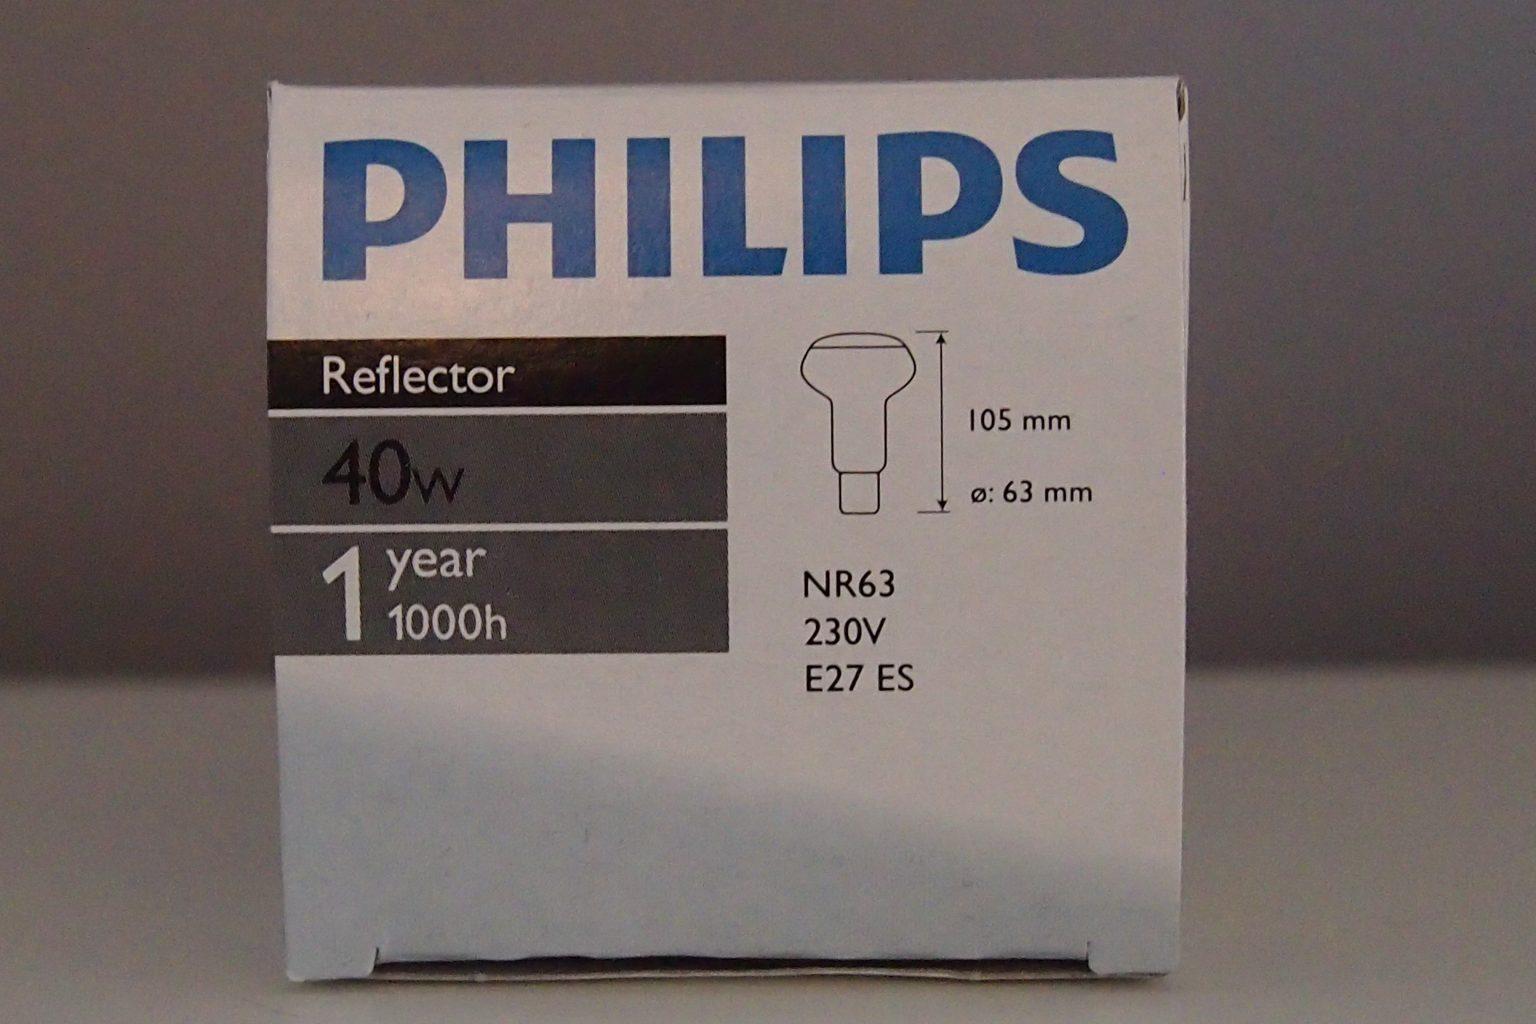 PHILIPS
Reflector
40w
1 year
1000h
105 mm
ø: 63 mm
NR63
230V
E27 ES